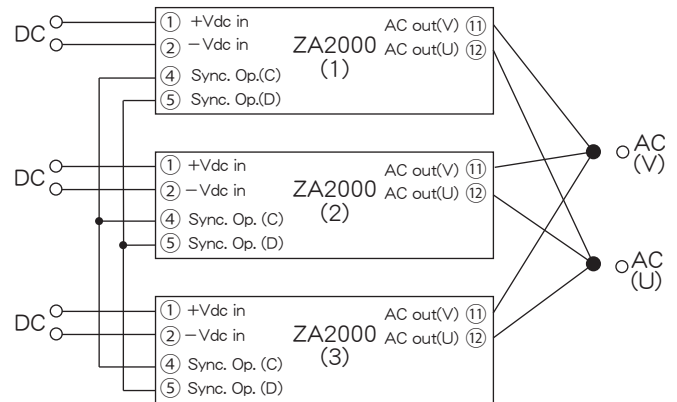 DC
① +Vdc in
② −Vdc in
④ Sync. Op.(C)
⑤ Sync. Op.(D)
ZA2000
(1)
AC out(V) ⑪
AC out(U) ⑫
DC
① +Vdc in
② −Vdc in
④ Sync. Op. (C)
⑤ Sync. Op. (D)
ZA2000
(2)
AC out(V) ⑪
AC out(U) ⑫
DC
① +Vdc in
② −Vdc in
④ Sync. Op. (C)
⑤ Sync. Op. (D)
ZA2000
(3)
AC out(V) ⑪
AC out(U) ⑫
AC
(V)
AC
(U)